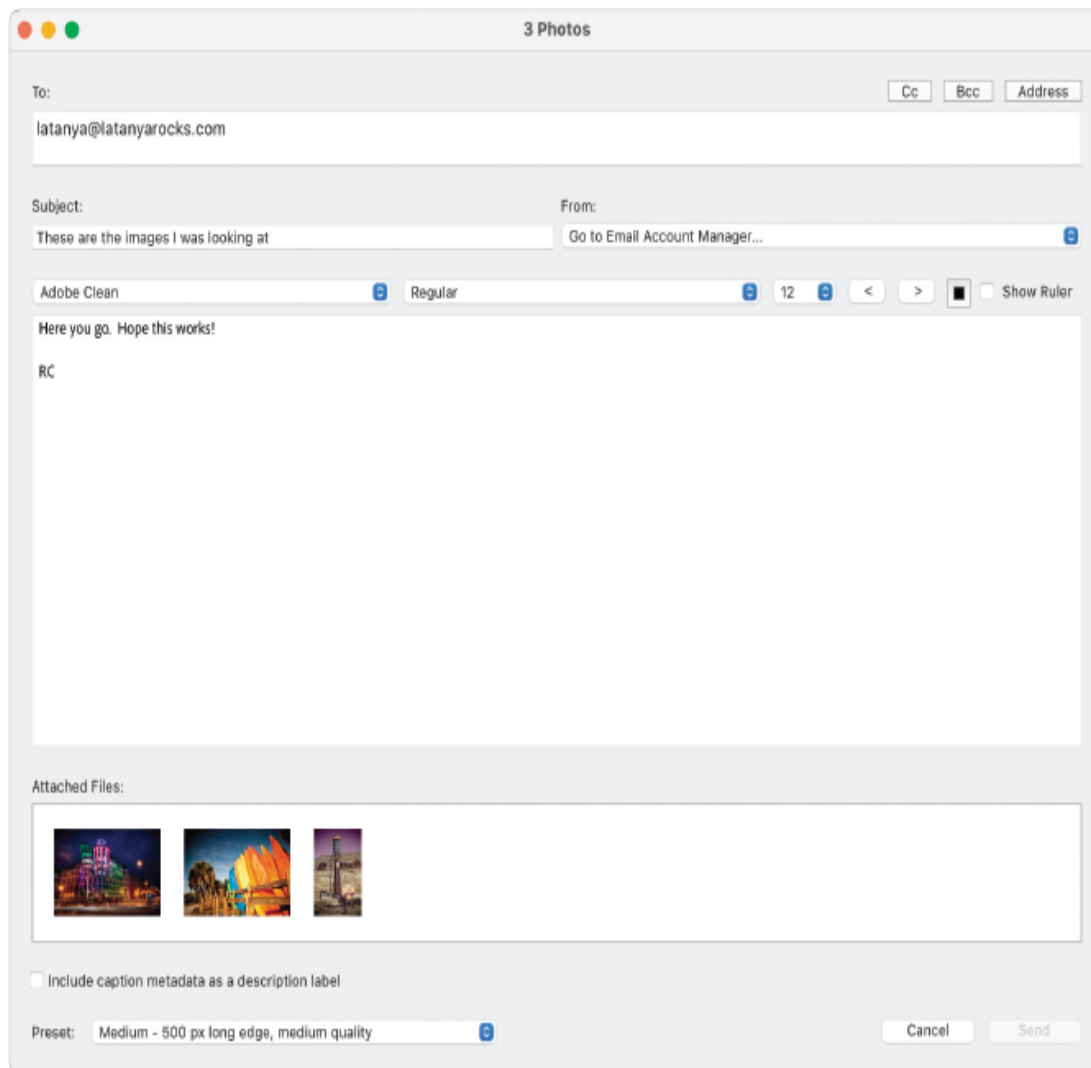 3 Photos
To:
Cc Bcc Address
latanya@latanyarocks.com
Subject:
From:
These are the images I was looking at
Go to Email Account Manager...
Adobe Clean Regular 12 < > Show Ruler
Here you go. Hope this works!
RC
Attached Files:
Include caption metadata as a description label
Preset: Medium - 500 px long edge, medium quality
Cancel Send